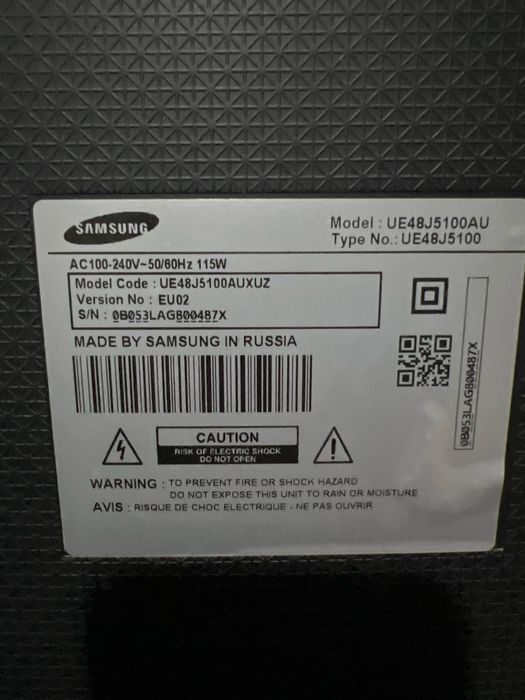 SAMSUNG
Model : UE48J5100AU
Type No.: UE48J5100
AC100-240V~50/60Hz 115W
Model Code : UE48J5100AUXUZ
Version No : EU02
S/N : 0B053LAGB00487X
MADE BY SAMSUNG IN RUSSIA
0B053LAGB00487X
CAUTION
RISK OF ELECTRIC SHOCK
DO NOT OPEN
WARNING : TO PREVENT FIRE OR SHOCK HAZARD
DO NOT EXPOSE THIS UNIT TO RAIN OR MOISTURE
AVIS : RISQUE DE CHOC ELECTRIQUE - NE PAS OUVRIR